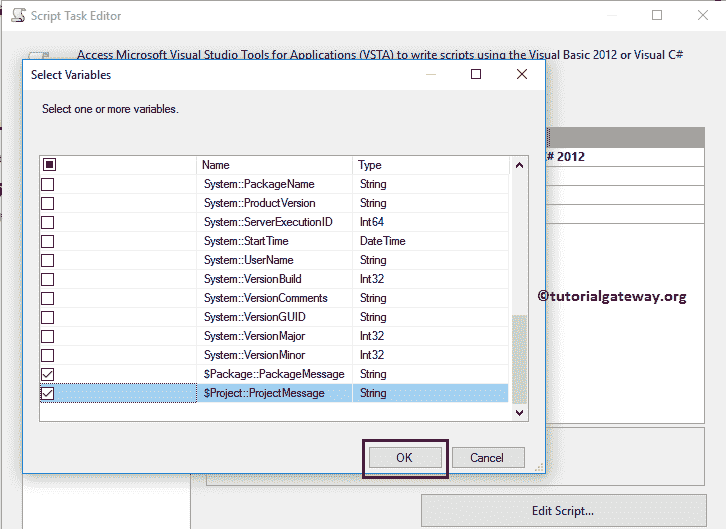 Script Task Editor
Access Microsoft Visual Studio Tools for Applications (VSTA) to write scripts using the Visual Basic 2012 or Visual C#
Select Variables
Select one or more variables.
Name Type
# 2012
System::PackageName String
System::ProductVersion String
System::ServerExecutionID Int64
System::StartTime DateTime
System::UserName String
System::VersionBuild Int32
System::VersionComments String
©tutorialgateway.org
System::VersionGUID String
System::VersionMajor Int32
System::VersionMinor Int32
$Package::PackageMessage String
$Project::ProjectMessage String
OK Cancel
Edit Script...